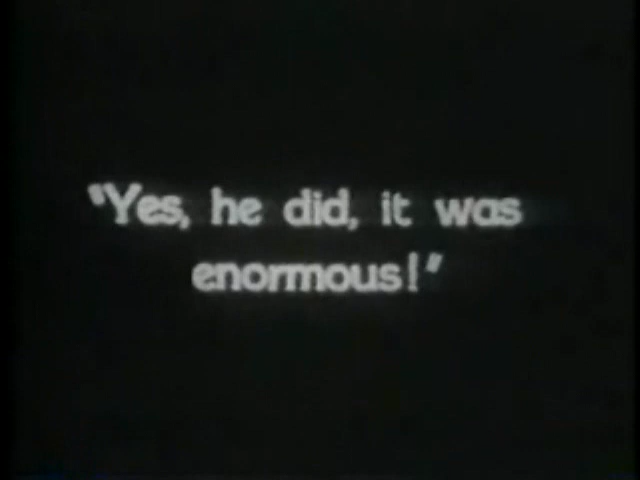 "Yes, he did, it was
enormous!"